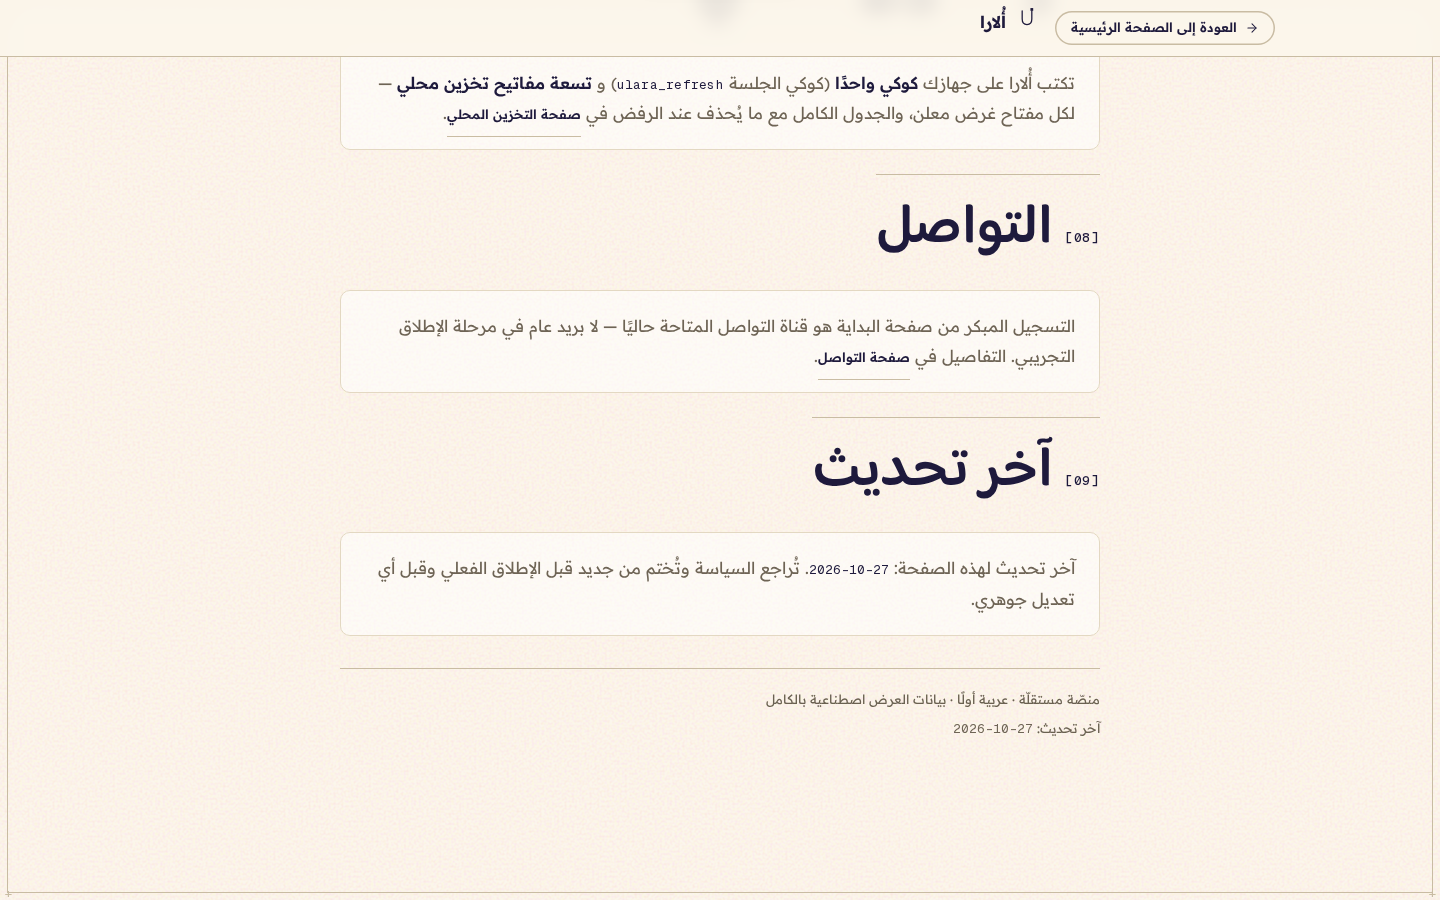 → العودة إلى الصفحة الرئيسية
أُلارا
تكتب أُلارا على جهازك كوكي واحدًا (كوكي الجلسة ulara_refresh) و تسعة مفاتيح تخزين محلي —
لكل مفتاح غرض معلن، والجدول الكامل مع ما يُحذف عند الرفض في صفحة التخزين المحلي.
[08] التواصل
التسجيل المبكر من صفحة البداية هو قناة التواصل المتاحة حاليًا — لا بريد عام في مرحلة الإطلاق
التجريبي. التفاصيل في صفحة التواصل.
[09] آخر تحديث
آخر تحديث لهذه الصفحة: 2026-10-27. تُراجع السياسة وتُختم من جديد قبل الإطلاق الفعلي وقبل أي
تعديل جوهري.
منصّة مستقلّة · عربية أولًا · بيانات العرض اصطناعية بالكامل
آخر تحديث: 2026-10-27